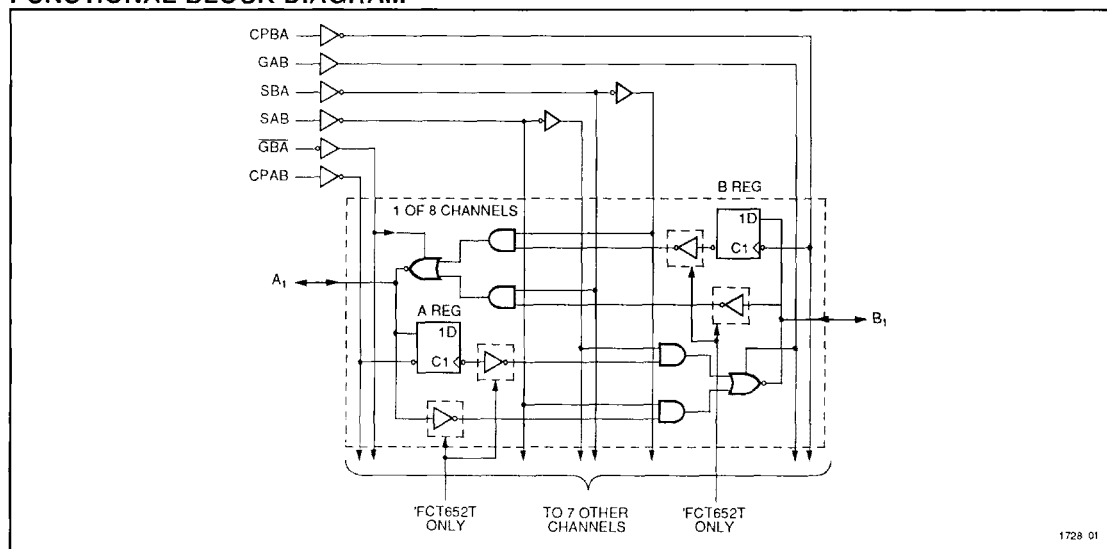 FUNCTIONAL BLOCK DIAGRAM
CPBA
GAB
SBA
SAB
GBA
CPAB
B REG
1 OF 8 CHANNELS
1D
C1
A1
B1
A REG
1D
C1
'FCT652T
ONLY
TO 7 OTHER
CHANNELS
'FCT652T
ONLY
1728 01